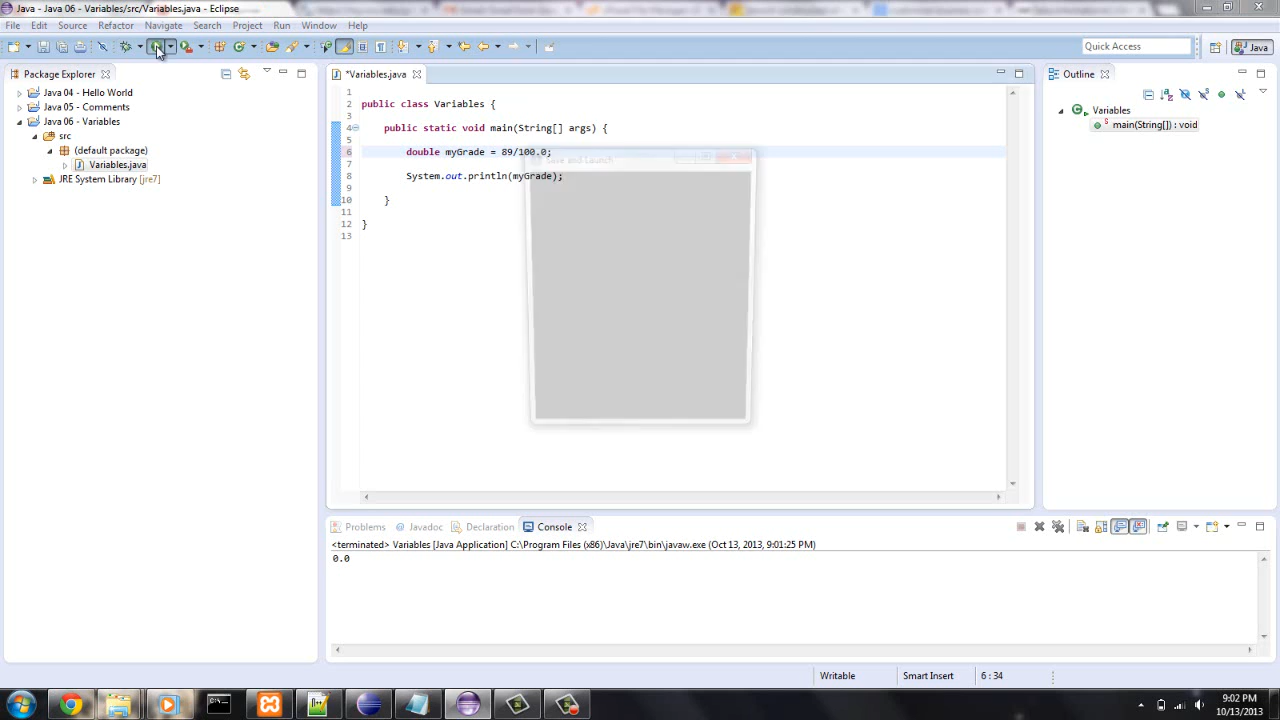 Java - Java 06 - Variables/src/Variables.java - Eclipse
File Edit Source Refactor Navigate Search Project Run Window Help
Quick Access
Java
Package Explorer
Java 04 - Hello World
Java 05 - Comments
Java 06 - Variables
src
(default package)
Variables.java
JRE System Library [jre7]
*Variables.java
1
2 public class Variables {
3
4 public static void main(String[] args) {
5
6 double myGrade = 89/100.0;
7
8 System.out.println(myGrade);
9
10 }
11
12 }
13
Save and Launch
Outline
Variables
main(String[]) : void
Problems Javadoc Declaration Console
<terminated> Variables [Java Application] C:\Program Files (x86)\Java\jre7\bin\javaw.exe (Oct 13, 2013, 9:01:25 PM)
0.0
Writable Smart Insert 6 : 34
9:02 PM
10/13/2013